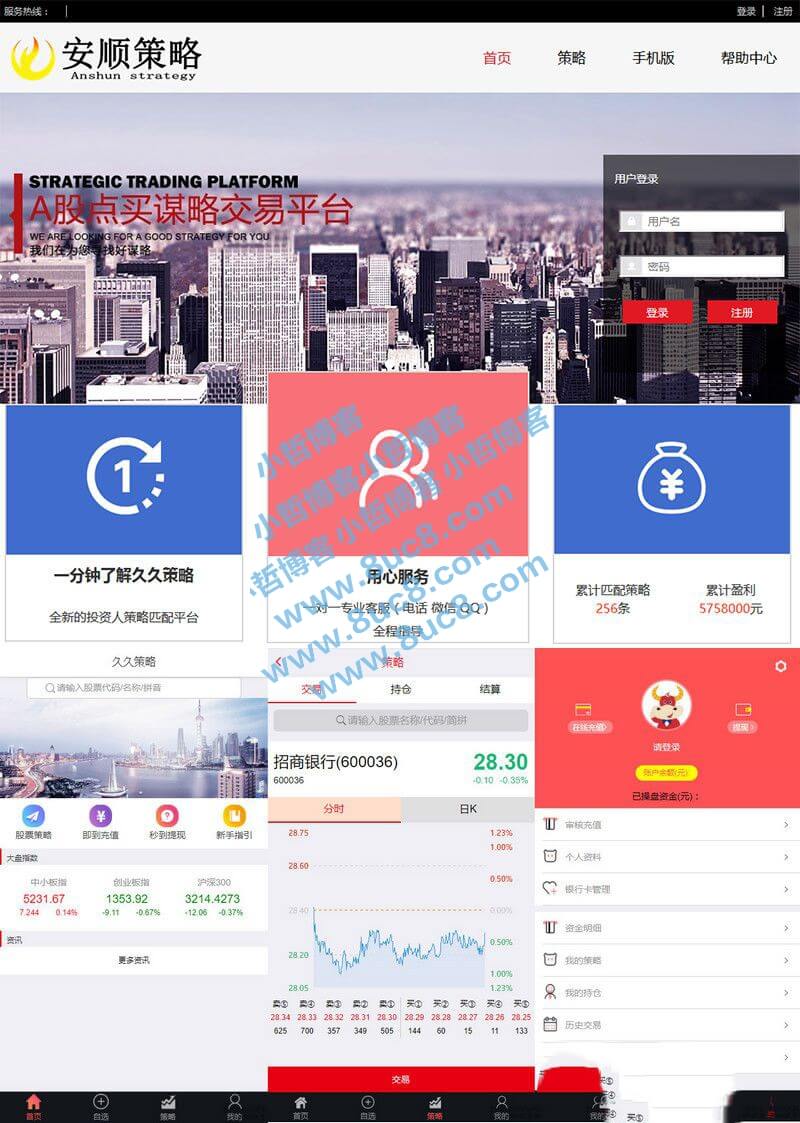 服务热线：
登录 注册
安顺策略
Anshun strategy
首页 策略 手机版 帮助中心
STRATEGIC TRADING PLATFORM
A股点买谋略交易平台
WE ARE LOOKING FOR A GOOD STRATEGY FOR YOU
我们在为您寻找好谋略
用户登录
用户名
密码
登录 注册
1
小哲博客
小哲博客小哲博客
小哲博客小哲博客小哲博客
www.8uc8.com
www.8uc8.com
一分钟了解久久策略
全新的投资人策略匹配平台
用心服务
一对一专业客服（电话 微信 QQ）
全程指导
¥
累计匹配策略 累计盈利
256条 5758000元
久久策略
请输入股票代码/名称/拼音
股票策略 即到充值 秒到提现 新手指引
大盘指数
中小板指 创业板指 沪深300
5231.67 1353.92 3214.4273
7.244 0.14% -9.11 -0.67% -12.06 -0.37%
资讯
更多资讯
首页 自选 策略 我的
策略
交易 持仓 结算
请输入股票名称/代码/简拼
招商银行(600036) 28.30
600036 -0.10 -0.35%
分时 日K
28.75 1.23%
1.00%
28.60
0.50%
28.40 0.00%
0.50%
28.20
1.00%
28.05 1.23%
卖⑤ 卖④ 卖③ 卖② 卖① 买① 买② 买③ 买④ 买⑤
28.34 28.33 28.32 28.31 28.30 28.29 28.28 28.27 28.26 28.25
625 700 357 349 505 144 60 15 11 133
交易
首页 自选 策略 我的
在线充值
提现
请登录
账户余额(元)
已操盘资金(元)：
审核充值
个人资料
银行卡管理
资金明细
我的策略
我的持仓
历史交易
买⑤
我的
买⑤